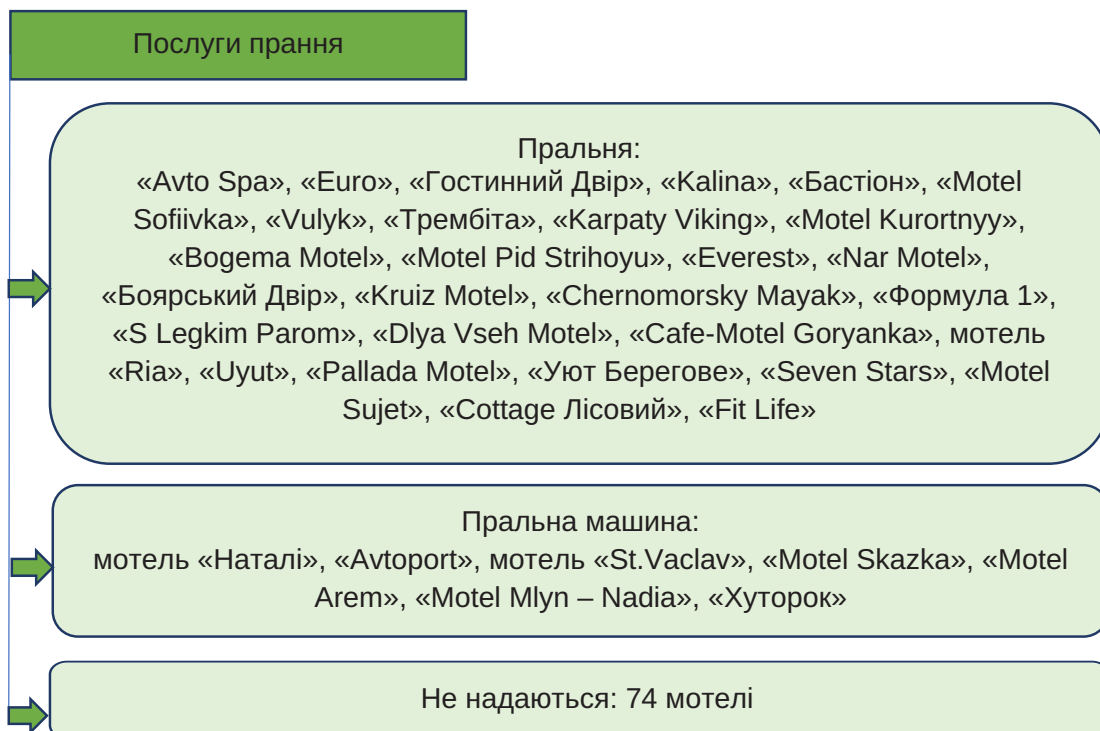 Послуги прання
Пральня:
«Avto Spa», «Euro», «Гостинний Двір», «Kalina», «Бастіон», «Motel
Sofiivka», «Vulyk», «Трембіта», «Karpaty Viking», «Motel Kurortnyy»,
«Bogema Motel», «Motel Pid Strihoyu», «Everest», «Nar Motel»,
«Боярський Двір», «Kruiz Motel», «Chernomorsky Mayak», «Формула 1»,
«S Legkim Parom», «Dlya Vseh Motel», «Cafe-Motel Goryanka», мотель
«Ria», «Uyut», «Pallada Motel», «Уют Берегове», «Seven Stars», «Motel
Sujet», «Cottage Лісовий», «Fit Life»
Пральна машина:
мотель «Наталі», «Avtoport», мотель «St.Vaclav», «Motel Skazka», «Motel
Arem», «Motel Mlyn – Nadia», «Хуторок»
Не надаються: 74 мотелі